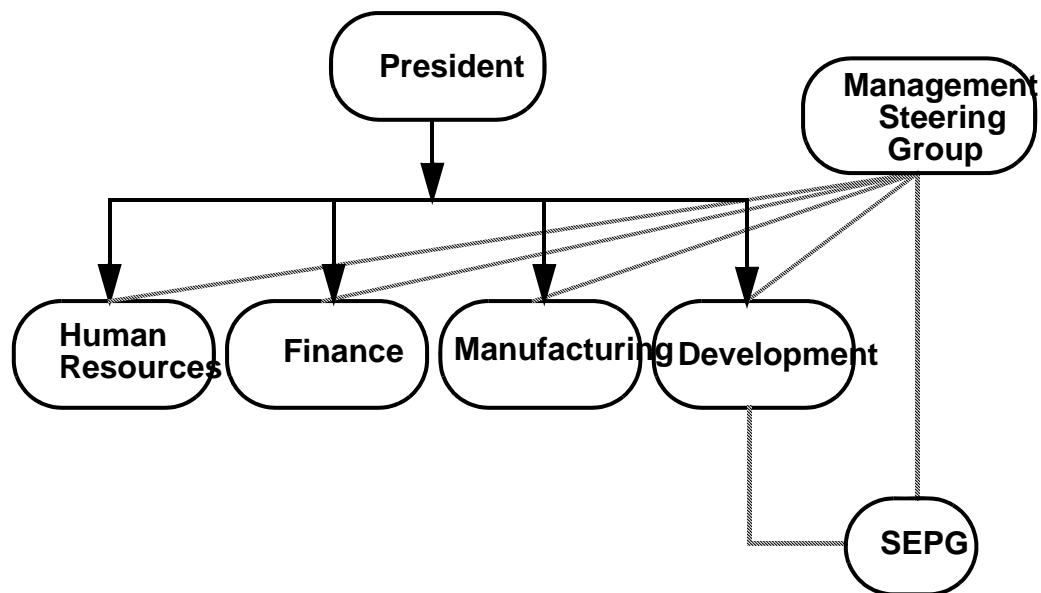 President
Management
Steering
Group
Human
Resources
Finance
Manufacturing
Development
SEPG